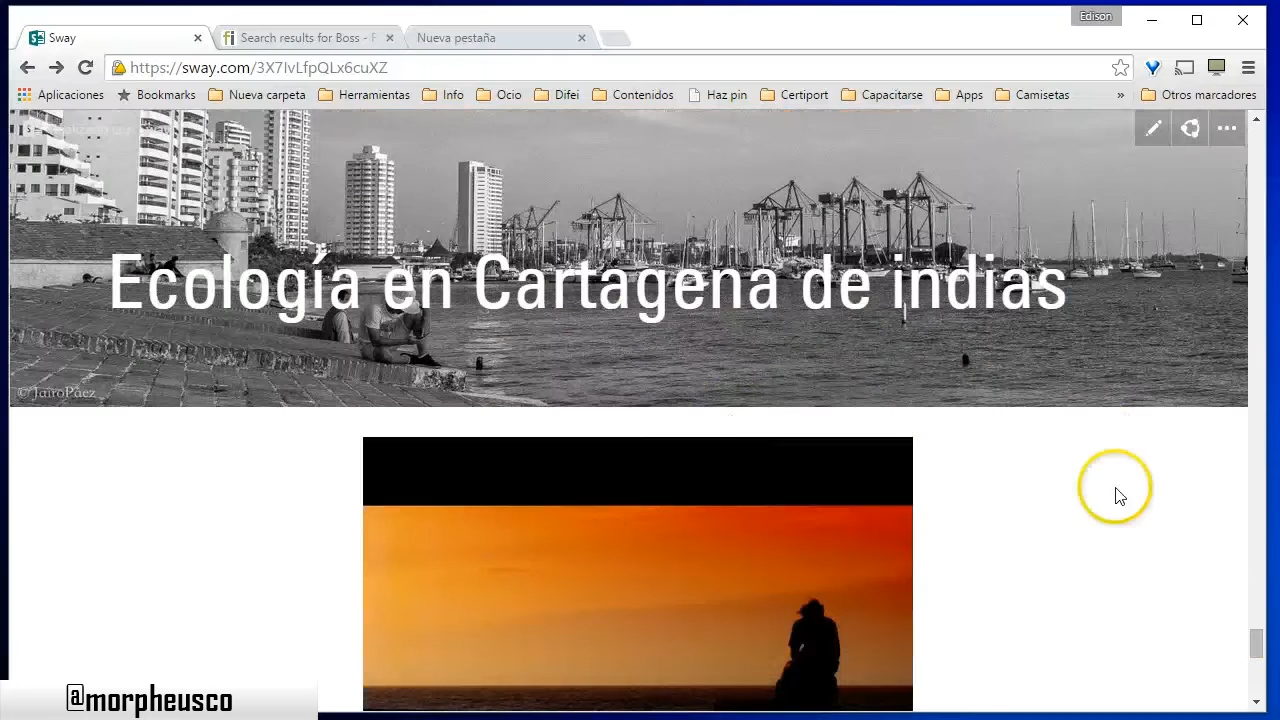 Edison
Sway
Search results for Boss - F
Nueva pestaña
https://sway.com/3X7IvLfpQLx6cuXZ
Aplicaciones
Bookmarks
Nueva carpeta
Herramientas
Info
Ocio
Difei
Contenidos
Haz pin
Certiport
Capacitarse
Apps
Camisetas
»
Otros marcadores
Ecología en Cartagena de indias
© JairoPáez
@morpheusco